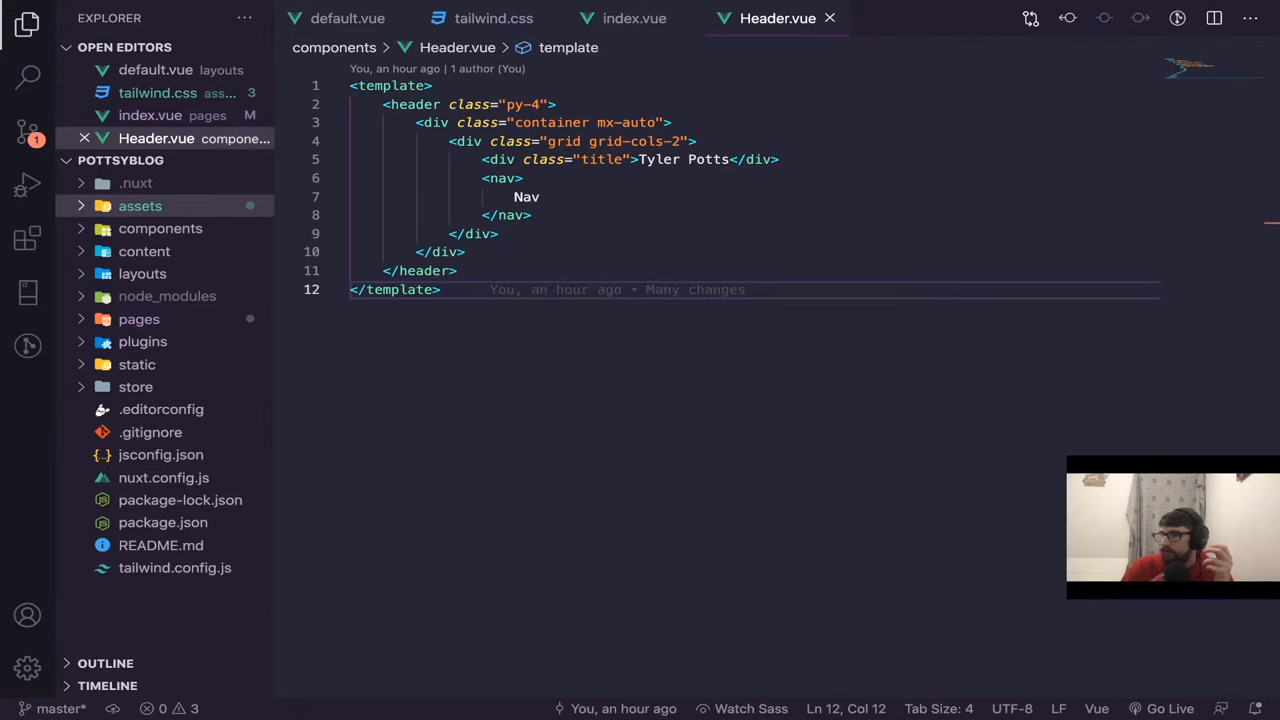 EXPLORER
OPEN EDITORS
default.vue layouts
tailwind.css ass... 3
index.vue pages M
Header.vue compone...
POTTSYBLOG
.nuxt
assets
components
content
layouts
node_modules
pages
plugins
static
store
.editorconfig
.gitignore
jsconfig.json
nuxt.config.js
package-lock.json
package.json
README.md
tailwind.config.js
OUTLINE
TIMELINE
1
default.vue
tailwind.css
index.vue
Header.vue
components > Header.vue > template
You, an hour ago | 1 author (You)
1 <template>
2 <header class="py-4">
3 <div class="container mx-auto">
4 <div class="grid grid-cols-2">
5 <div class="title">Tyler Potts</div>
6 <nav>
7 Nav
8 </nav>
9 </div>
10 </div>
11 </header>
12 </template> You, an hour ago • Many changes
master* 0 3 You, an hour ago Watch Sass Ln 12, Col 12 Tab Size: 4 UTF-8 LF Vue Go Live